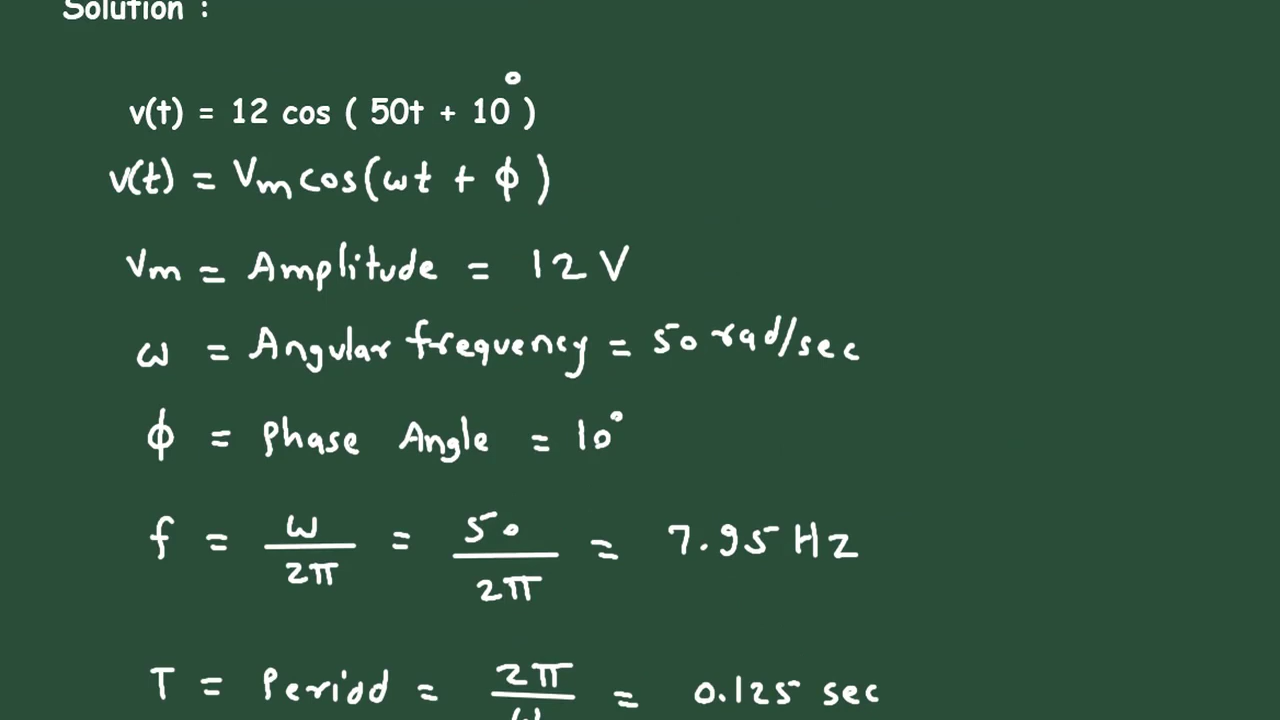 Solution :
v(t) = 12 cos ( 50t + 10° )
v(t) = Vm cos(ωt + ϕ)
Vm = Amplitude = 12 V
ω = Angular frequency = 50 rad/sec
ϕ = Phase Angle = 10°
f = ω/2π = 50/2π = 7.95 Hz
T = Period = 2π/ω = 0.125 sec